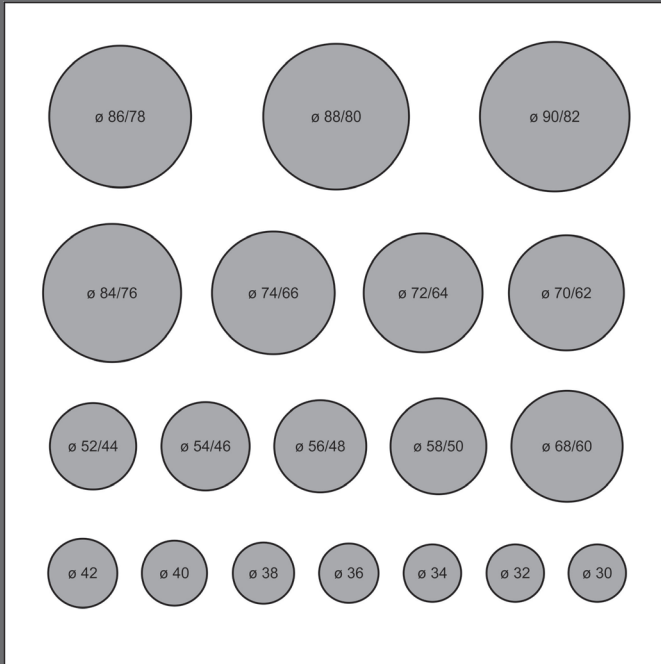 ø 86/78
ø 88/80
ø 90/82
ø 84/76
ø 74/66
ø 72/64
ø 70/62
ø 52/44
ø 54/46
ø 56/48
ø 58/50
ø 68/60
ø 42
ø 40
ø 38
ø 36
ø 34
ø 32
ø 30